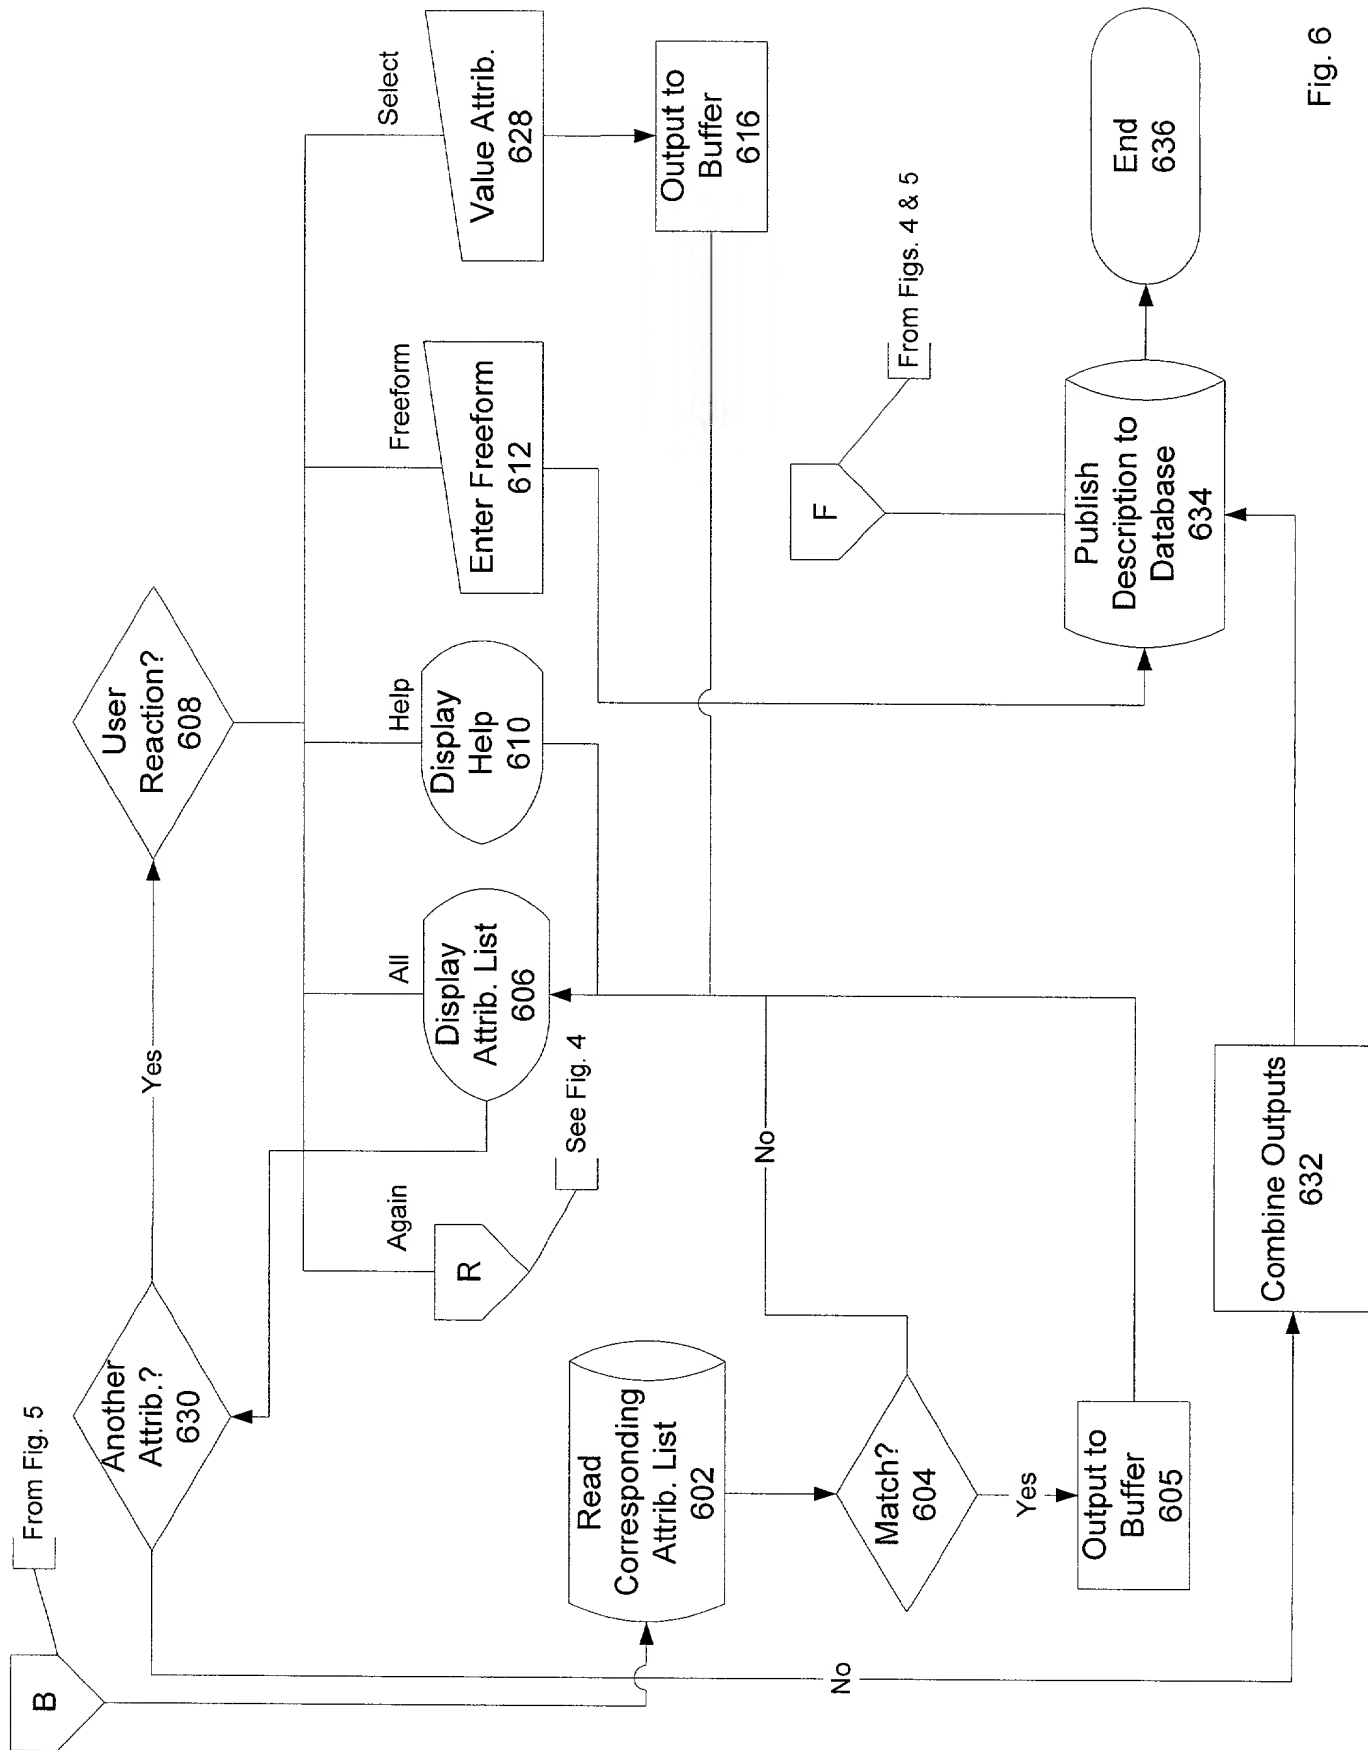 B
From Fig. 5
Another
Attrib.?
630
Yes
User
Reaction?
608
Again
R
See Fig. 4
All
Display
Attrib. List
606
Help
Display
Help
610
Freeform
Enter Freeform
612
Select
Value Attrib.
628
Output to
Buffer
616
Read
Corresponding
Attrib. List
602
Match?
604
No
Yes
Output to
Buffer
605
No
Combine Outputs
632
F
From Figs. 4 & 5
Publish
Description to
Database
634
End
636
Fig. 6